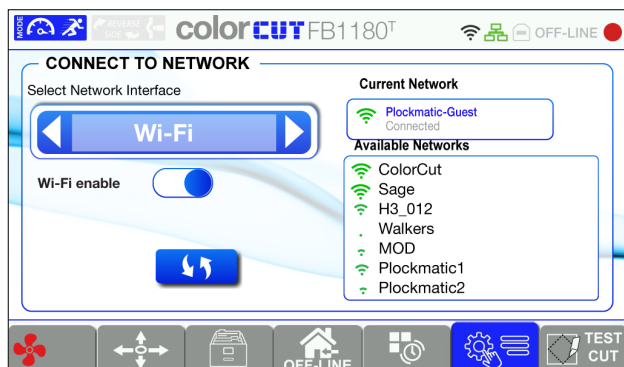 MODE
REVERSE
SIDE
colorCUT FB1180T
OFF-LINE
CONNECT TO NETWORK
Select Network Interface
Wi-Fi
Wi-Fi enable
Current Network
Plockmatic-Guest
Connected
Available Networks
ColorCut
Sage
H3_012
Walkers
MOD
Plockmatic1
Plockmatic2
OFF-LINE
TEST
CUT